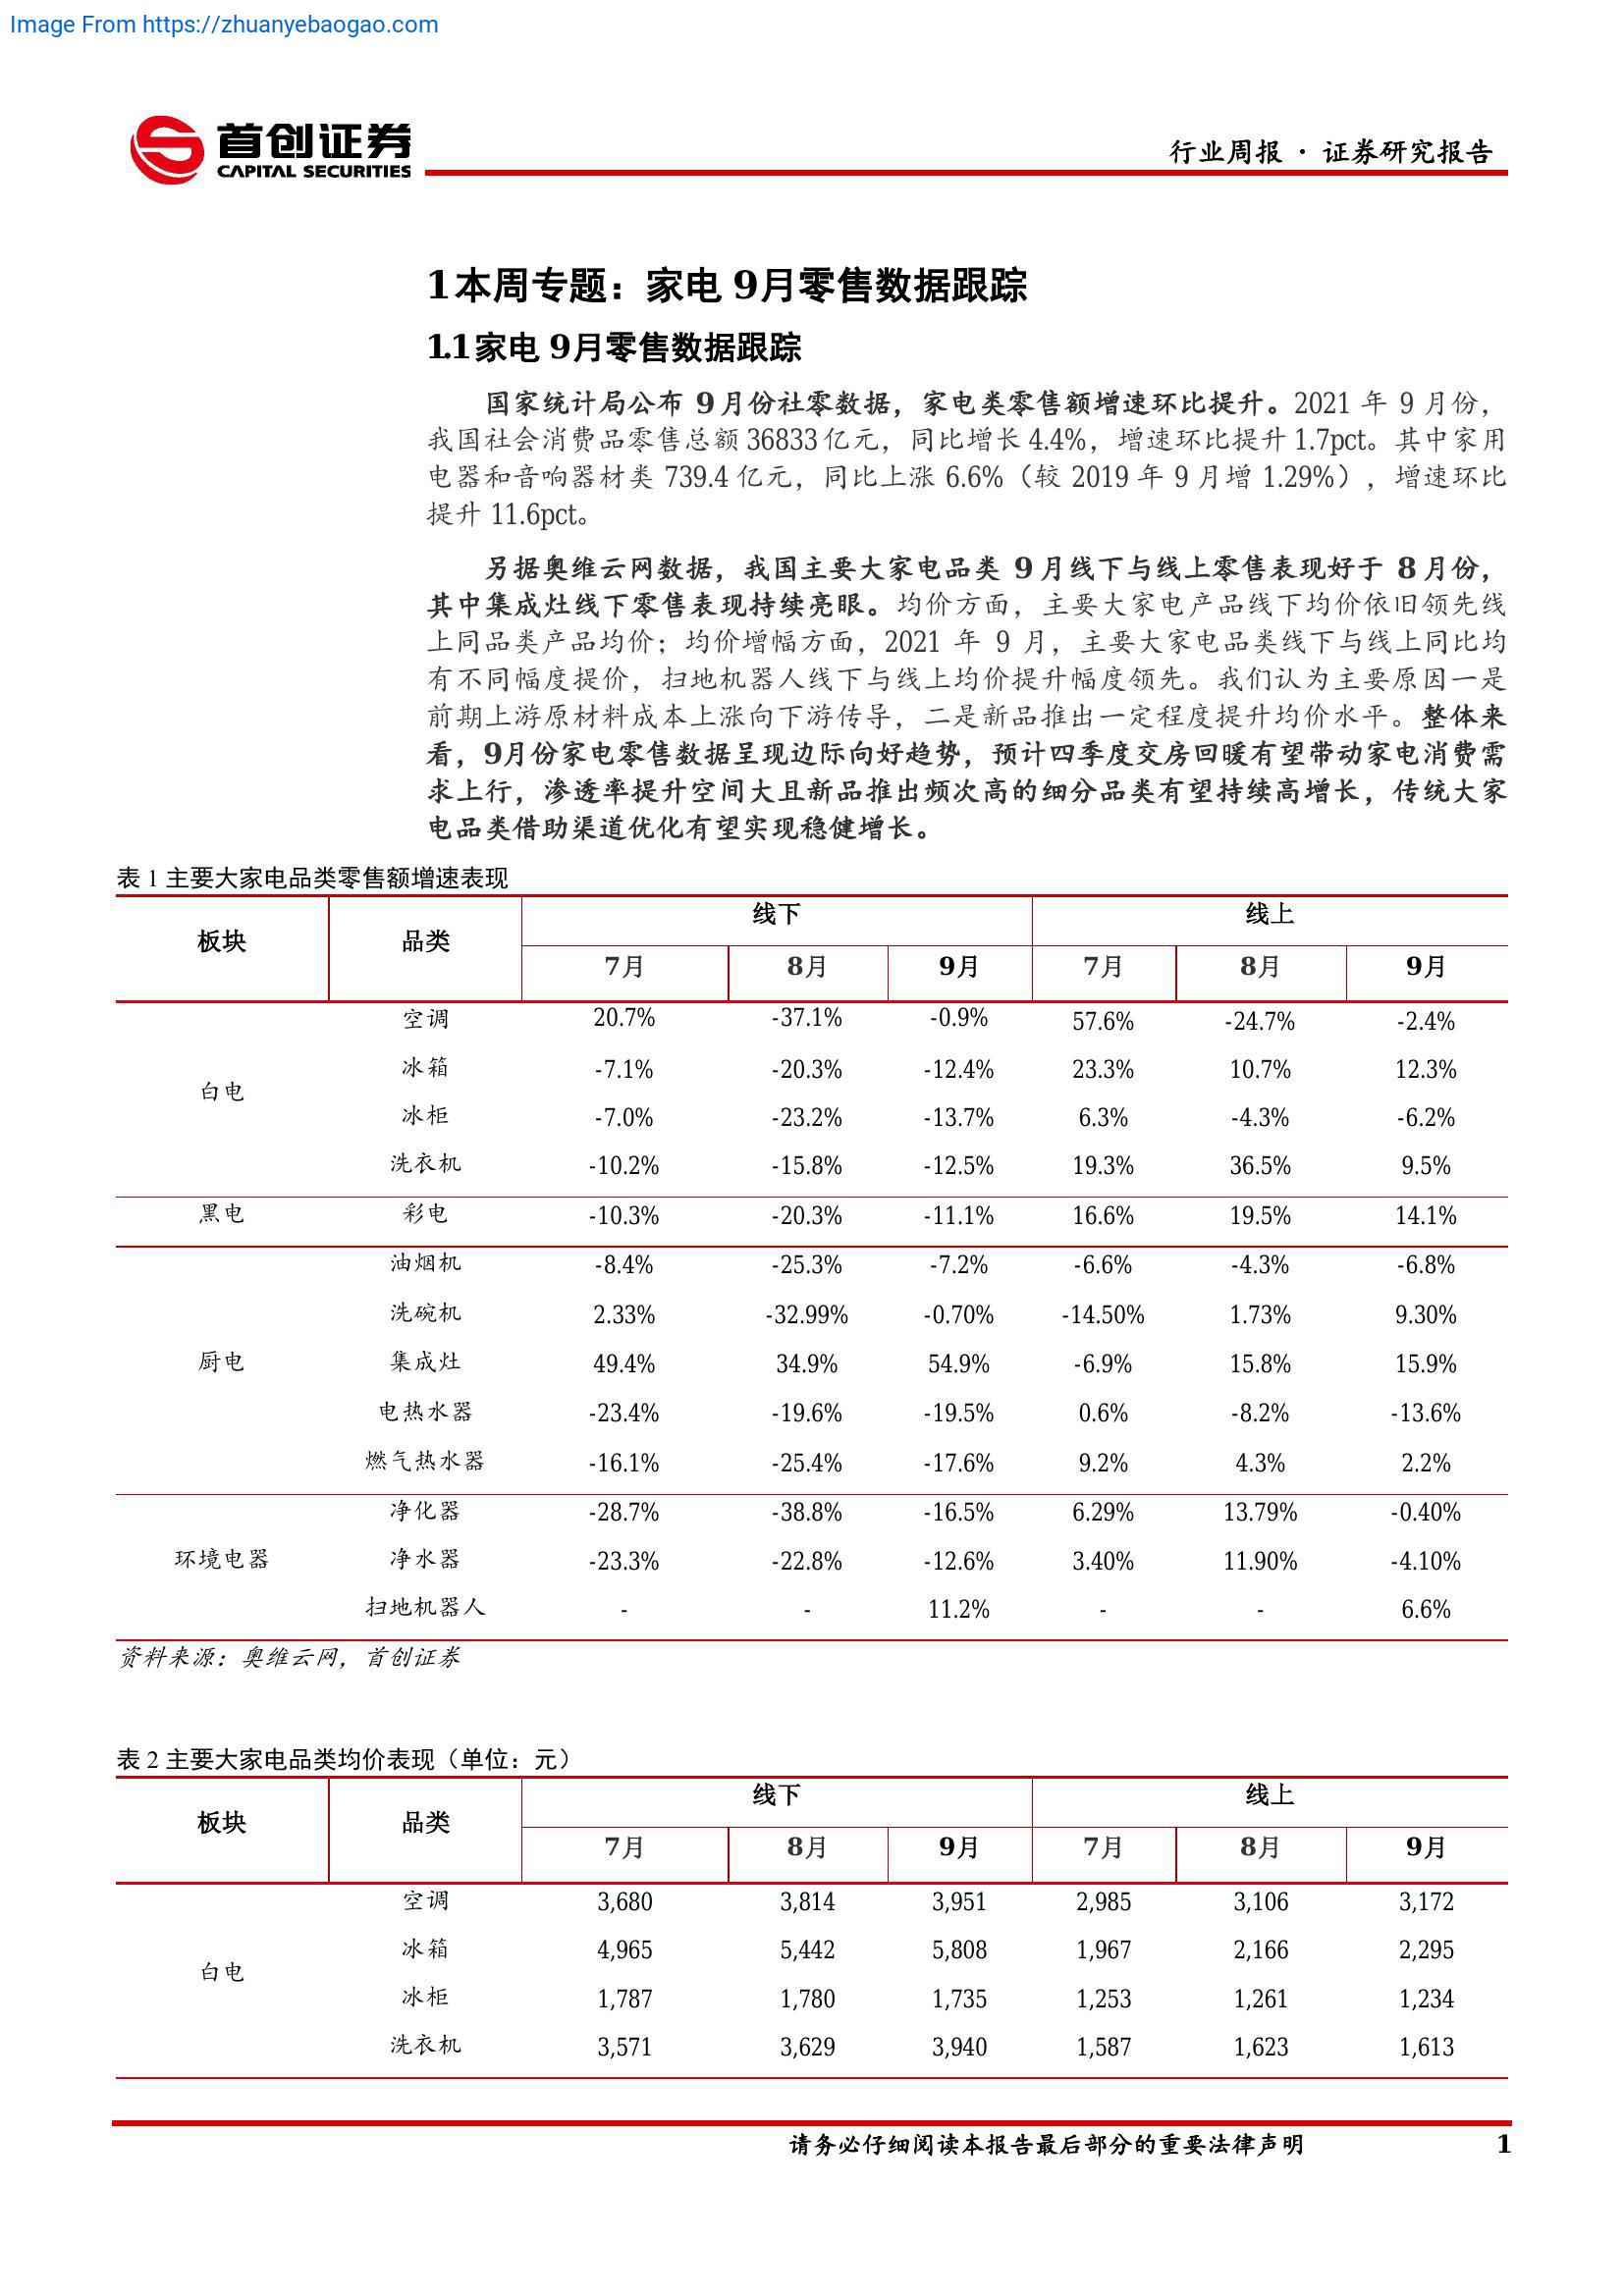 Image From https://zhuanyebaogao.com
首创证券
CAPITAL SECURITIES
行业周报 · 证券研究报告
1本周专题：家电 9月零售数据跟踪
1.1家电 9月零售数据跟踪
国家统计局公布 9月份社零数据，家电类零售额增速环比提升。2021 年 9 月份，
我国社会消费品零售总额 36833亿元，同比增长 4.4%，增速环比提升 1.7pct。其中家用
电器和音响器材类 739.4亿元，同比上涨 6.6%（较 2019年 9月增 1.29%），增速环比
提升 11.6pct。
另据奥维云网数据，我国主要大家电品类 9月线下与线上零售表现好于 8月份，
其中集成灶线下零售表现持续亮眼。均价方面，主要大家电产品线下均价依旧领先线
上同品类产品均价；均价增幅方面，2021 年 9 月，主要大家电品类线下与线上同比均
有不同幅度提价，扫地机器人线下与线上均价提升幅度领先。我们认为主要原因一是
前期上游原材料成本上涨向下游传导，二是新品推出一定程度提升均价水平。整体来
看，9月份家电零售数据呈现边际向好趋势，预计四季度交房回暖有望带动家电消费需
求上行，渗透率提升空间大且新品推出频次高的细分品类有望持续高增长，传统大家
电品类借助渠道优化有望实现稳健增长。
表 1 主要大家电品类零售额增速表现
板块 品类 线下 线上
7月 8月 9月 7月 8月 9月
空调 20.7% -37.1% -0.9% 57.6% -24.7% -2.4%
冰箱 -7.1% -20.3% -12.4% 23.3% 10.7% 12.3%
白电
冰柜 -7.0% -23.2% -13.7% 6.3% -4.3% -6.2%
洗衣机 -10.2% -15.8% -12.5% 19.3% 36.5% 9.5%
黑电 彩电 -10.3% -20.3% -11.1% 16.6% 19.5% 14.1%
油烟机 -8.4% -25.3% -7.2% -6.6% -4.3% -6.8%
洗碗机 2.33% -32.99% -0.70% -14.50% 1.73% 9.30%
厨电 集成灶 49.4% 34.9% 54.9% -6.9% 15.8% 15.9%
电热水器 -23.4% -19.6% -19.5% 0.6% -8.2% -13.6%
燃气热水器 -16.1% -25.4% -17.6% 9.2% 4.3% 2.2%
净化器 -28.7% -38.8% -16.5% 6.29% 13.79% -0.40%
环境电器 净水器 -23.3% -22.8% -12.6% 3.40% 11.90% -4.10%
扫地机器人 - - 11.2% - - 6.6%
资料来源：奥维云网，首创证券
表 2 主要大家电品类均价表现（单位：元）
板块 品类 线下 线上
7月 8月 9月 7月 8月 9月
空调 3,680 3,814 3,951 2,985 3,106 3,172
冰箱 4,965 5,442 5,808 1,967 2,166 2,295
白电
冰柜 1,787 1,780 1,735 1,253 1,261 1,234
洗衣机 3,571 3,629 3,940 1,587 1,623 1,613
请务必仔细阅读本报告最后部分的重要法律声明 1